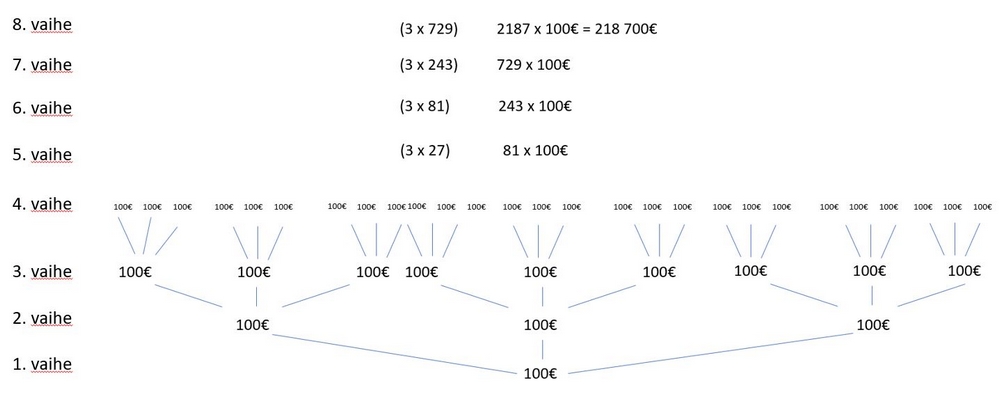 8. vaihe (3 x 729) 2187 x 100€ = 218 700€
7. vaihe (3 x 243) 729 x 100€
6. vaihe (3 x 81) 243 x 100€
5. vaihe (3 x 27) 81 x 100€
4. vaihe 100€ 100€ 100€ 100€ 100€ 100€ 100€ 100€ 100€ 100€ 100€ 100€ 100€ 100€ 100€ 100€ 100€ 100€ 100€ 100€ 100€ 100€ 100€ 100€ 100€ 100€ 100€
3. vaihe 100€ 100€ 100€ 100€ 100€ 100€ 100€ 100€ 100€
2. vaihe 100€ 100€ 100€
1. vaihe 100€